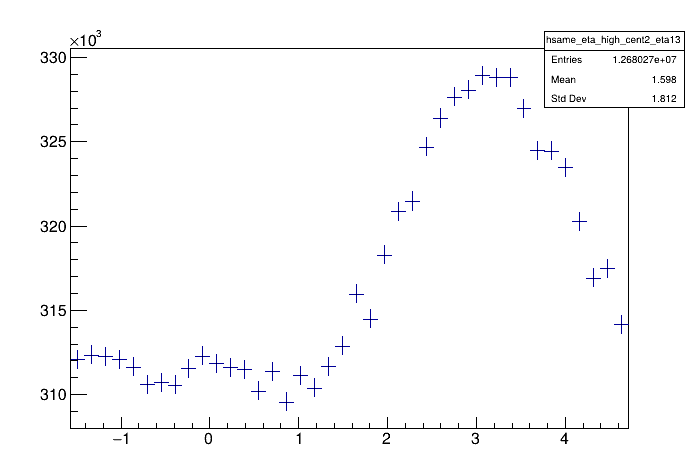 ×10³
hsame_eta_high_cent2_eta13
Entries 1.268027e+07
Mean 1.598
Std Dev 1.812
330
325
320
315
310
−1 0 1 2 3 4